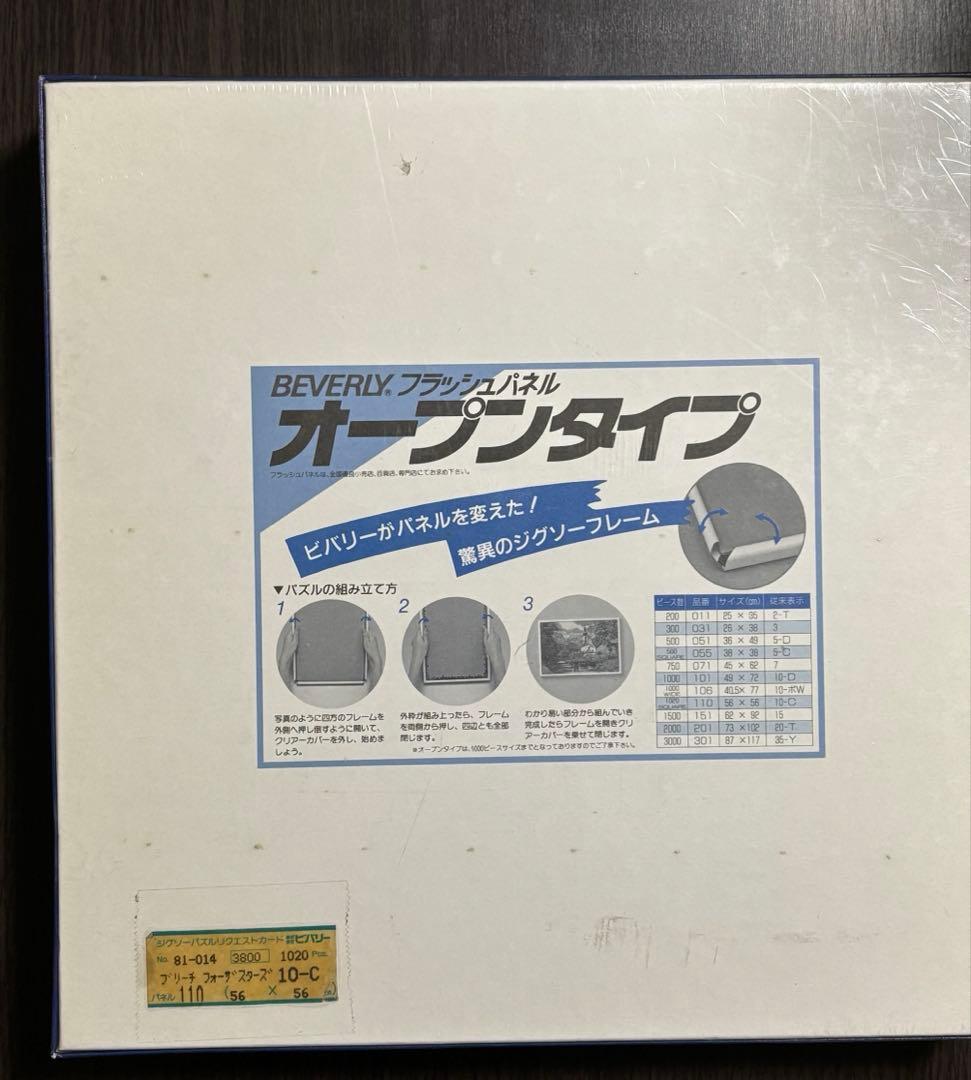 BEVERLY® フラッシュパネル
オープンタイプ
フラッシュパネルは、全国優良小売店、百貨店、専門店にてお求め下さい。
ビバリーがパネルを変えた!
驚異のジグソーフレーム
▼パズルの組み立て方
1
2
3
写真のように四方のフレームを
外側へ押し倒すように開いて、
クリアーカバーを外し、始めま
しょう。
外枠が組み上ったら、フレーム
を両側から押し、四辺とも全部
閉じます。
わかり易い部分から組んでいき
完成したらフレームを開きクリ
アーカバーを乗せて閉じます。
※オープンタイプは、1000ピースサイズまでとなっておりますのでご了承下さい。
ピース数 品番 サイズ(cm) 従来表示
200 011 25 × 35 2-T
300 031 26 × 38 3
500 051 36 × 49 5-D
500 SQUARE 055 38 × 38 5-C
750 071 45 × 62 7
1000 101 49 × 72 10-D
1000 WIDE 106 40.5× 77 10-ボW
1020 SQUARE 110 56 × 56 10-C
1500 151 62 × 92 15
2000 201 73 ×102 20-T
3000 301 87 ×117 35-Y
ジグソーパズルリクエストカード 株式会社ビバリー
No. 81-014 3800 1020 Pcs.
ブリーチ フォーザスターズ 10-C
パネル 110 (56 × 56 cm)